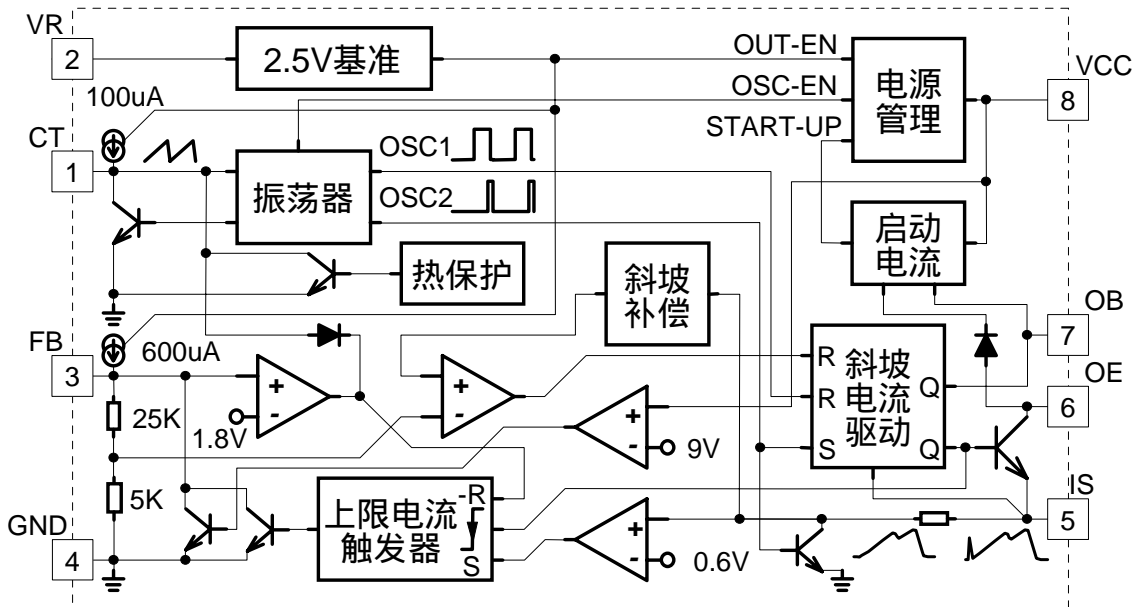 VR
2
2.5V基准
OUT-EN
OSC-EN
START-UP
电源
管理
VCC
8
100uA
CT
1
振荡器
OSC1
OSC2
热保护
斜坡
补偿
启动
电流
OB
7
FB
3
600uA
25K
5K
1.8V
+
-
+
-
+
-
9V
R
R
S
斜坡
电流
驱动
Q
Q
OE
6
GND
4
上限电流
触发器
-R
S
+
-
0.6V
IS
5